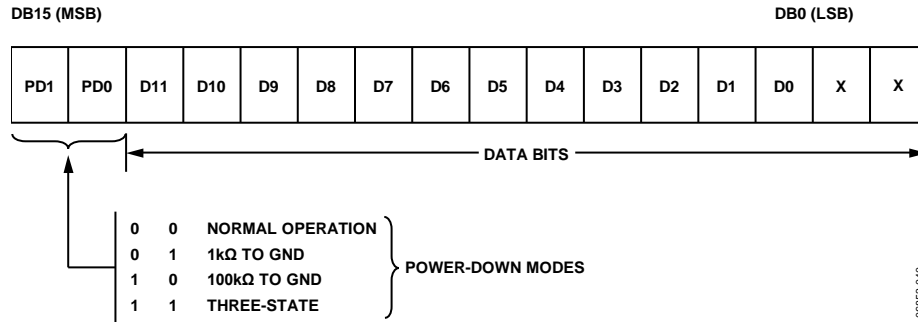 DB15 (MSB) DB0 (LSB)
PD1 PD0 D11 D10 D9 D8 D7 D6 D5 D4 D3 D2 D1 D0 X X
DATA BITS
0 0 NORMAL OPERATION
0 1 1kΩ TO GND
1 0 100kΩ TO GND
1 1 THREE-STATE
POWER-DOWN MODES